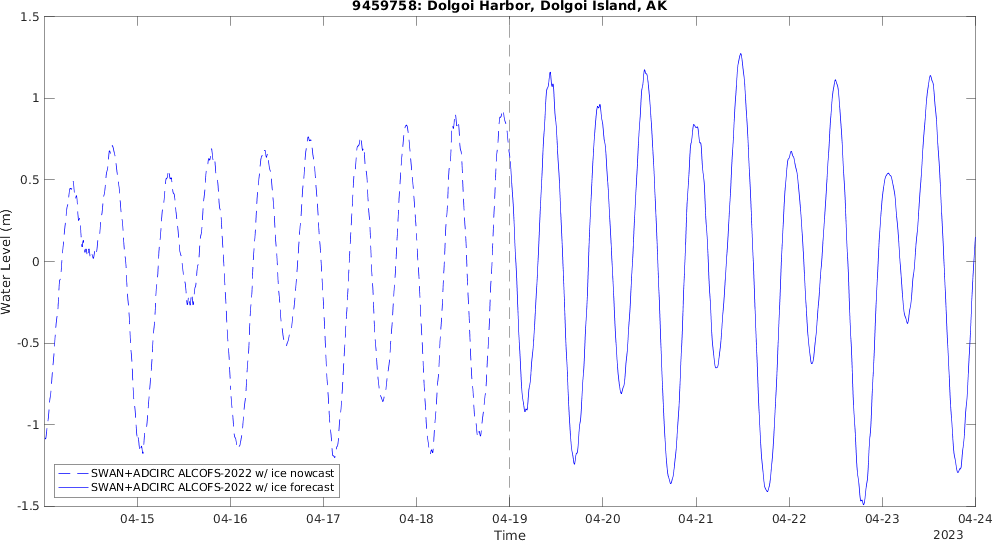 9459758: Dolgoi Harbor, Dolgoi Island, AK
1.5
1
0.5
0
-0.5
-1
-1.5
Water Level (m)
SWAN+ADCIRC ALCOFS-2022 w/ ice nowcast
SWAN+ADCIRC ALCOFS-2022 w/ ice forecast
04-15 04-16 04-17 04-18 04-19 04-20 04-21 04-22 04-23 04-24
Time
2023